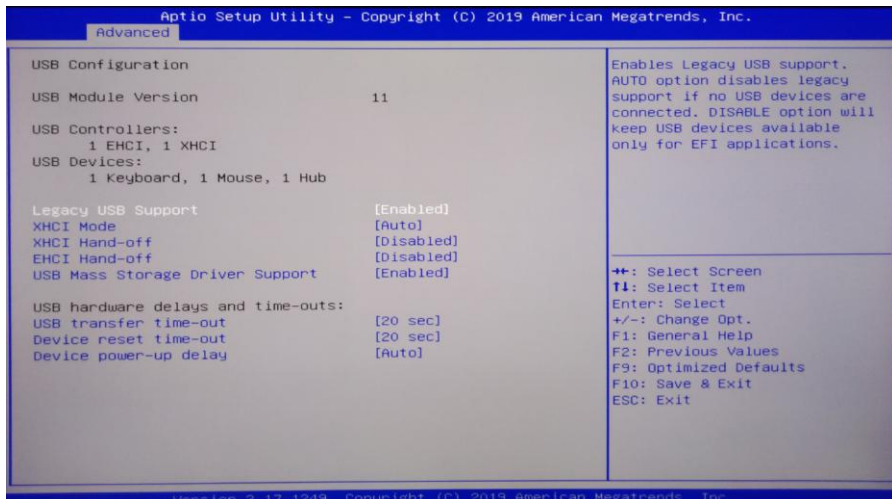 Aptio Setup Utility – Copyright (C) 2019 American Megatrends, Inc.
Advanced
USB Configuration
USB Module Version 11
USB Controllers:
1 EHCI, 1 XHCI
USB Devices:
1 Keyboard, 1 Mouse, 1 Hub
Legacy USB Support [Enabled]
XHCI Mode [Auto]
XHCI Hand-off [Disabled]
EHCI Hand-off [Disabled]
USB Mass Storage Driver Support [Enabled]
USB hardware delays and time-outs:
USB transfer time-out [20 sec]
Device reset time-out [20 sec]
Device power-up delay [Auto]
Enables Legacy USB support.
AUTO option disables legacy
support if no USB devices are
connected. DISABLE option will
keep USB devices available
only for EFI applications.
→←: Select Screen
↑↓: Select Item
Enter: Select
+/-: Change Opt.
F1: General Help
F2: Previous Values
F9: Optimized Defaults
F10: Save & Exit
ESC: Exit
Version 2.17.1249. Copyright (C) 2019 American Megatrends, Inc.